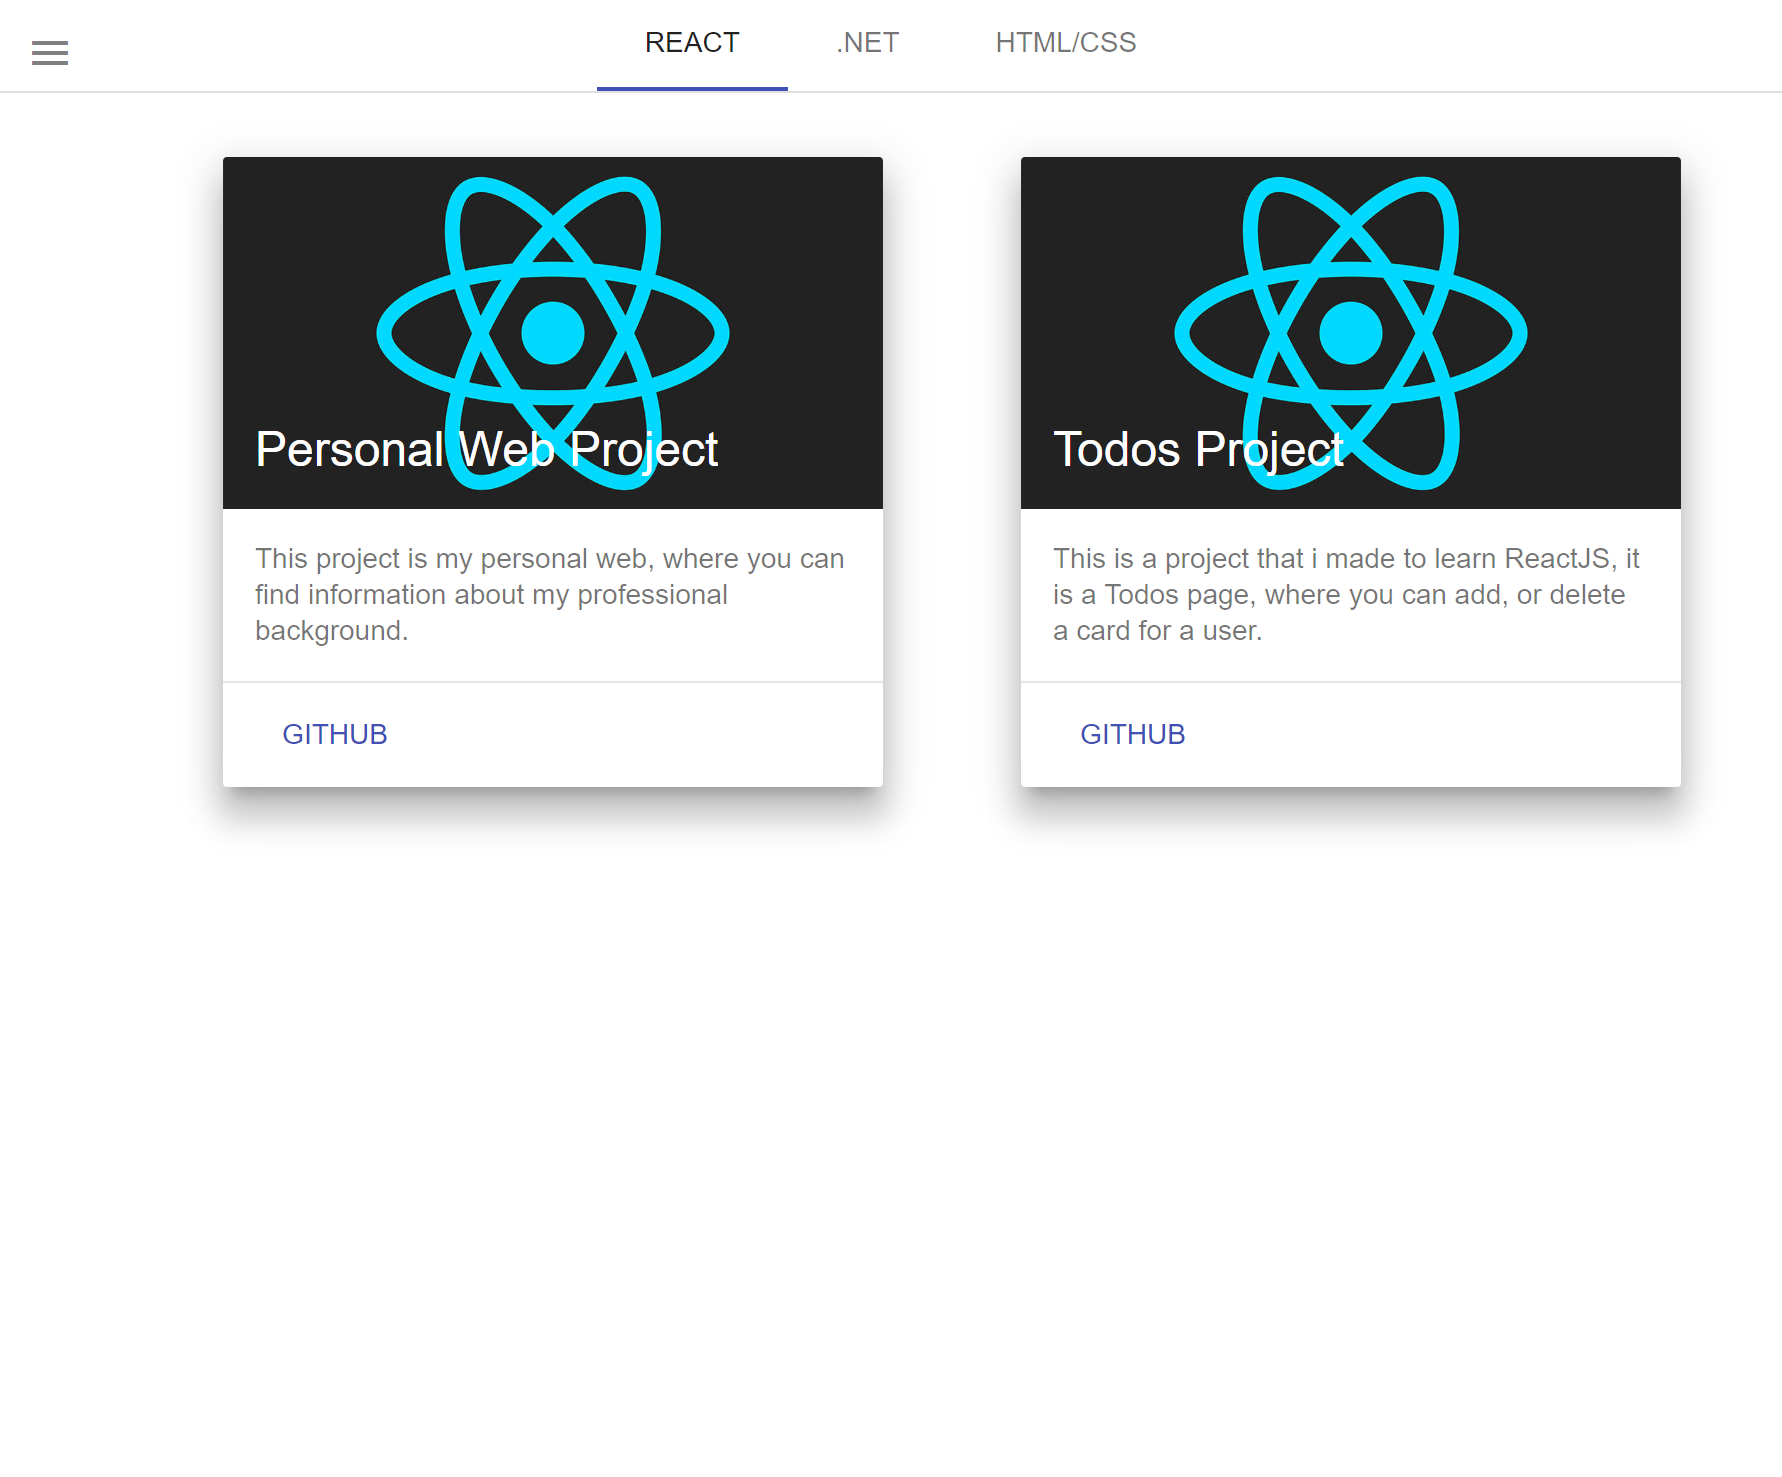 REACT .NET HTML/CSS
Personal Web Project
This project is my personal web, where you can
find information about my professional
background.
GITHUB
Todos Project
This is a project that i made to learn ReactJS, it
is a Todos page, where you can add, or delete
a card for a user.
GITHUB